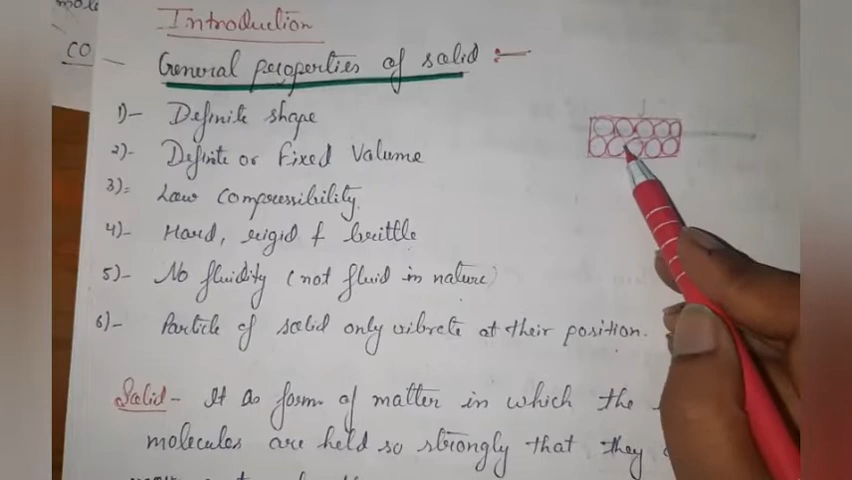 CO
Introduction
General properties of solid :-
1)- Definite shape
2)- Definite or Fixed Volume
3)= Low Compressibility
4)- Hard, rigid & brittle
5)- No fluidity (not fluid in nature)
6)- Particle of solid only vibrate at their position.
Solid - It is form of matter in which the
molecules are held so strongly that they